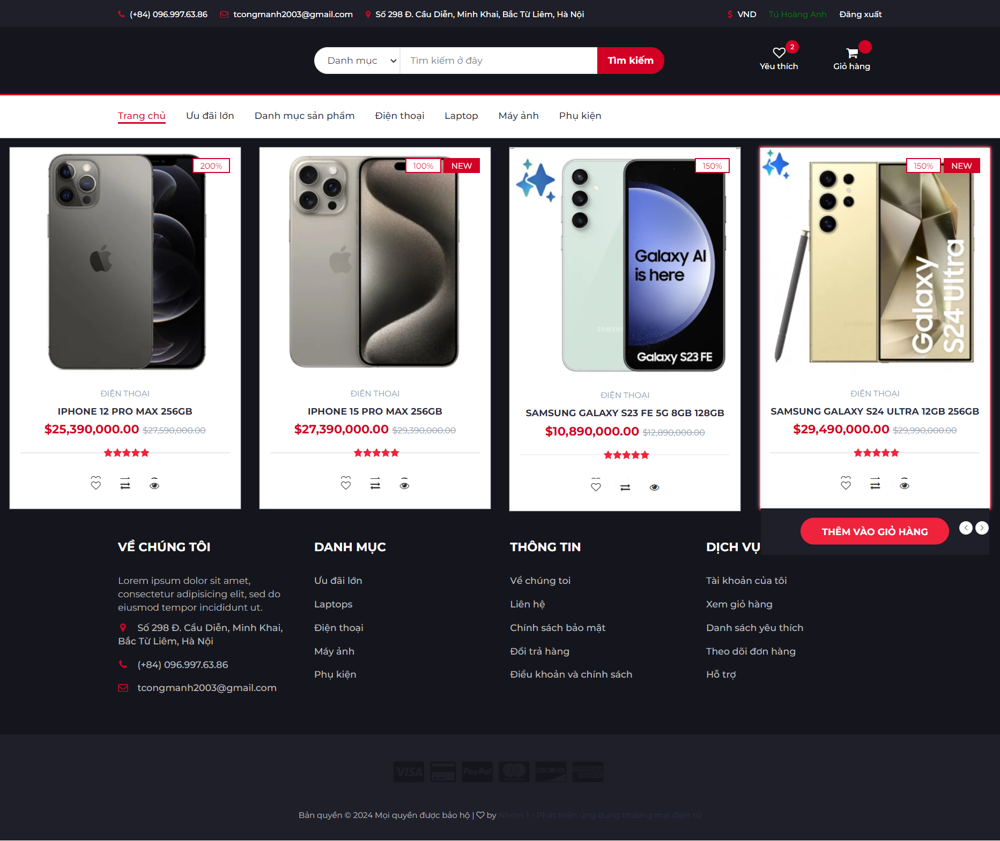 (+84) 096.997.63.86 tcongmanh2003@gmail.com Số 298 Đ. Cầu Diễn, Minh Khai, Bắc Từ Liêm, Hà Nội $ VND Tú Hoàng Anh Đăng xuất
Danh mục Tìm kiếm ở đây Tìm kiếm
2
Yêu thích Giỏ hàng
Trang chủ Ưu đãi lớn Danh mục sản phẩm Điện thoại Laptop Máy ảnh Phụ kiện
200%
ĐIỆN THOẠI
IPHONE 12 PRO MAX 256GB
$25,390,000.00 $27,590,000.00
100% NEW
ĐIỆN THOẠI
IPHONE 15 PRO MAX 256GB
$27,390,000.00 $29,390,000.00
150%
Galaxy AI
is here
SAMSUN
Galaxy S23 FE
ĐIỆN THOẠI
SAMSUNG GALAXY S23 FE 5G 8GB 128GB
$10,890,000.00 $12,890,000.00
150% NEW
Galaxy
S24 Ultra
SAMSUNG
ĐIỆN THOẠI
SAMSUNG GALAXY S24 ULTRA 12GB 256GB
$29,490,000.00 $29,990,000.00
THÊM VÀO GIỎ HÀNG
VỀ CHÚNG TÔI
Lorem ipsum dolor sit amet,
consectetur adipisicing elit, sed do
eiusmod tempor incididunt ut.
Số 298 Đ. Cầu Diễn, Minh Khai,
Bắc Từ Liêm, Hà Nội
(+84) 096.997.63.86
tcongmanh2003@gmail.com
DANH MỤC
Ưu đãi lớn
Laptops
Điện thoại
Máy ảnh
Phụ kiện
THÔNG TIN
Về chúng toi
Liên hệ
Chính sách bảo mật
Đổi trả hàng
Điều khoản và chính sách
DỊCH VỤ
Tài khoản của tôi
Xem giỏ hàng
Danh sách yêu thích
Theo dõi đơn hàng
Hỗ trợ
VISA PayPal DISCOVER AMERICAN EXPRESS
Bản quyền © 2024 Mọi quyền được bảo hộ | by Nhóm 1 - Phát triển ứng dụng thương mại điện tử